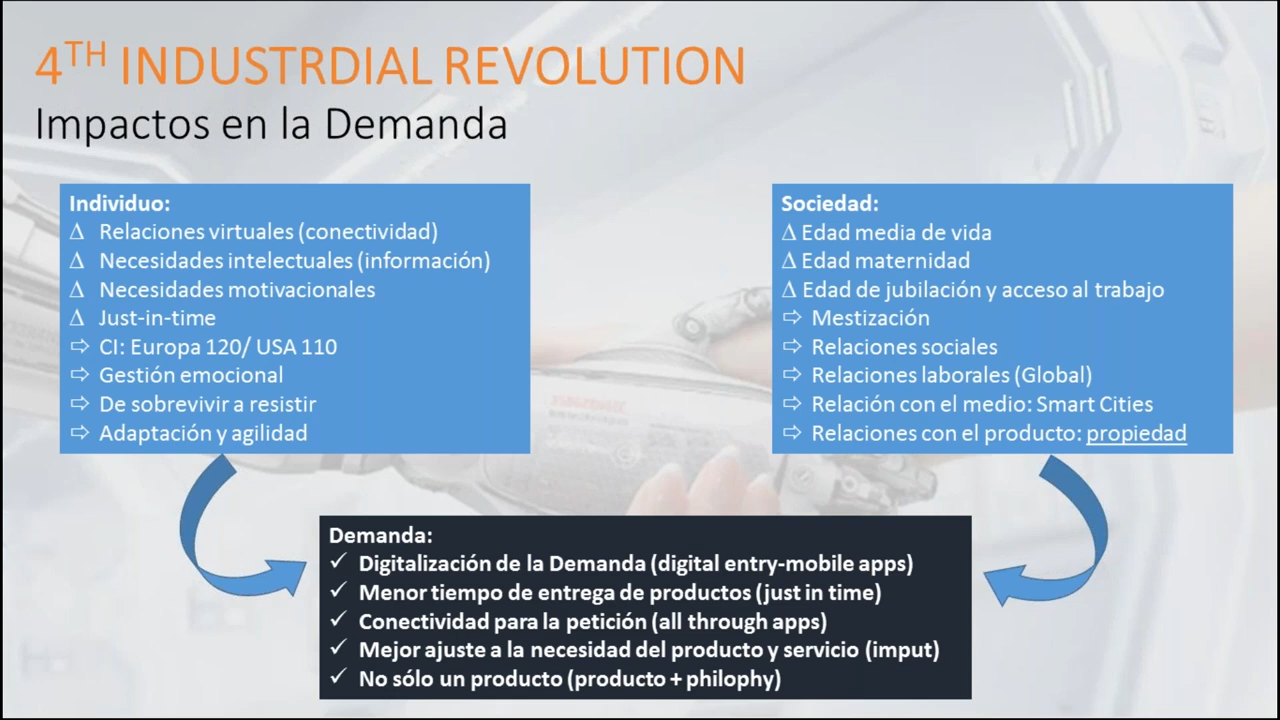 4TH INDUSTRDIAL REVOLUTION
Impactos en la Demanda
Individuo:
Δ Relaciones virtuales (conectividad)
Δ Necesidades intelectuales (información)
Δ Necesidades motivacionales
Δ Just-in-time
⇨ CI: Europa 120/ USA 110
⇨ Gestión emocional
⇨ De sobrevivir a resistir
⇨ Adaptación y agilidad
Sociedad:
Δ Edad media de vida
Δ Edad maternidad
Δ Edad de jubilación y acceso al trabajo
⇨ Mestización
⇨ Relaciones sociales
⇨ Relaciones laborales (Global)
⇨ Relación con el medio: Smart Cities
⇨ Relaciones con el producto: propiedad
Demanda:
✓ Digitalización de la Demanda (digital entry-mobile apps)
✓ Menor tiempo de entrega de productos (just in time)
✓ Conectividad para la petición (all through apps)
✓ Mejor ajuste a la necesidad del producto y servicio (imput)
✓ No sólo un producto (producto + philophy)